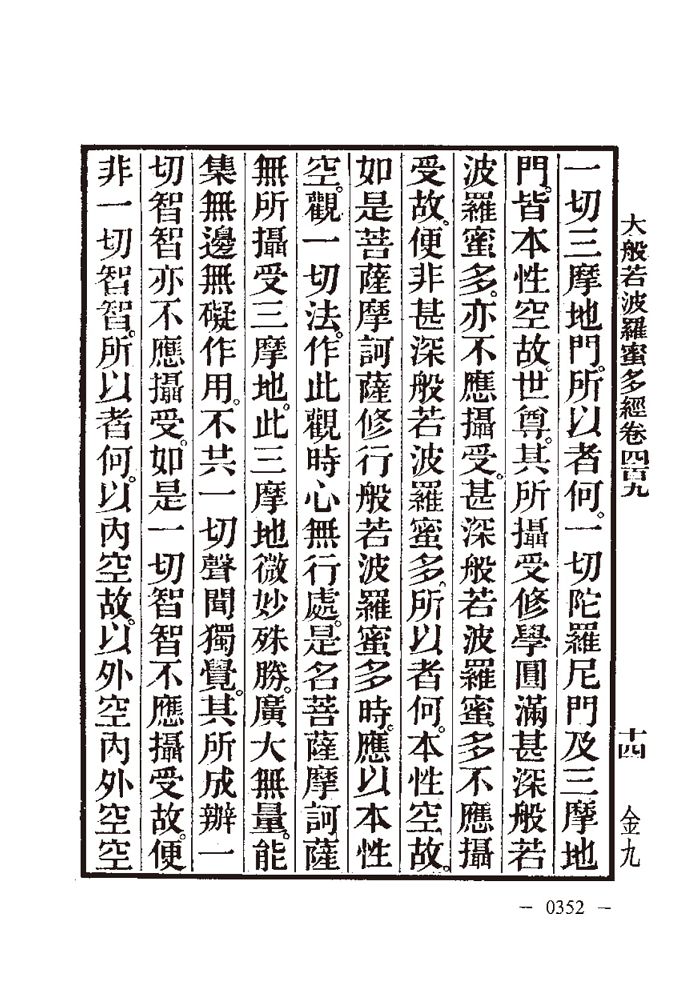 大般若波羅蜜多經卷四百九
十四
金九
一切三摩地門。所以者何。一切陀羅尼門及三摩地
門。皆本性空故。世尊。其所攝受修學圓滿甚深般若
波羅蜜多。亦不應攝受。甚深般若波羅蜜多不應攝
受故。便非甚深般若波羅蜜多。所以者何。本性空故。
如是菩薩摩訶薩修行般若波羅蜜多時。應以本性
空。觀一切法。作此觀時心無行處。是名菩薩摩訶薩
無所攝受三摩地。此三摩地微妙殊勝。廣大無量。能
集無邊無礙作用。不共一切聲聞獨覺。其所成辦一
切智智亦不應攝受。如是一切智智不應攝受故。便
非一切智智。所以者何。以內空故。以外空內外空空
— 0352 —